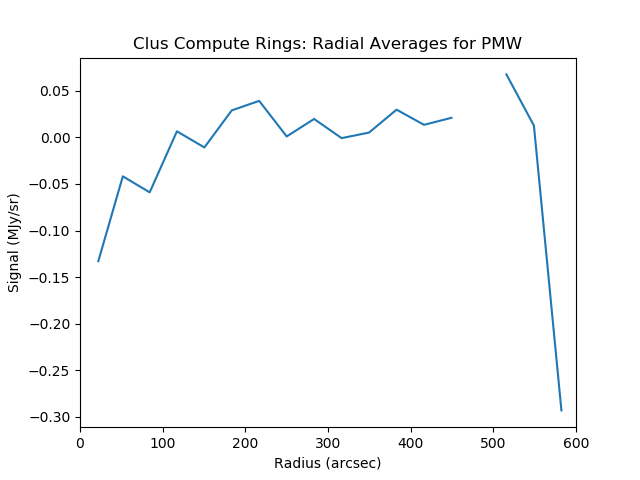 Clus Compute Rings: Radial Averages for PMW
Signal (MJy/sr)
0.05
0.00
−0.05
−0.10
−0.15
−0.20
−0.25
−0.30
0 100 200 300 400 500 600
Radius (arcsec)